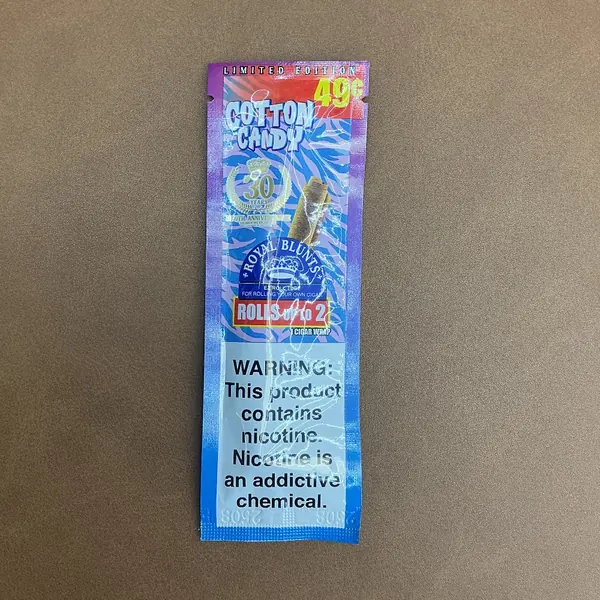 LIMITED EDITION
49¢
COTTON
CANDY
30
YEARS
ROYAL BLUNTS
FOR ROLLING YOUR OWN CIGAR
ROLLS UP TO 2
1 CIGAR WRAP
WARNING:
This product
contains
nicotine.
Nicotine is
an addictive
chemical.